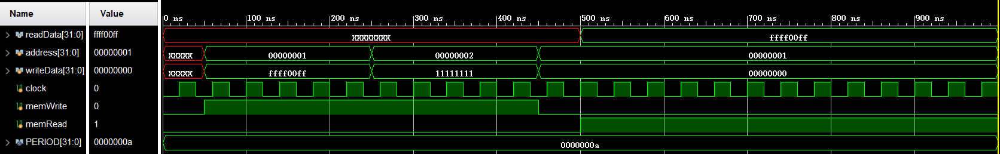 Name Value 0 ns 100 ns 200 ns 300 ns 400 ns 500 ns 600 ns 700 ns 800 ns 900 ns
readData[31:0] ffff00ff XXXXXXXX ffff00ff
address[31:0] 00000001 XXXXX 00000001 00000002 00000001
writeData[31:0] 00000000 XXXXX ffff00ff 11111111 00000000
clock 0
memWrite 0
memRead 1
PERIOD[31:0] 0000000a 0000000a